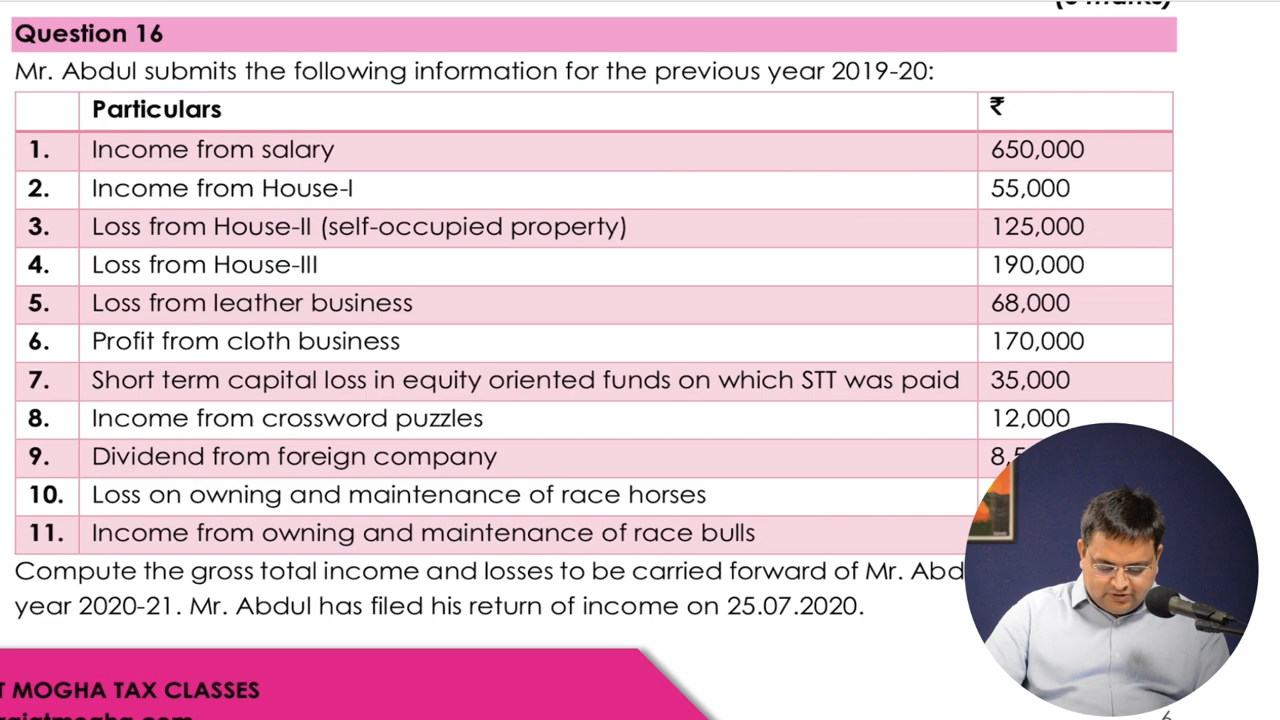 Question 16
Mr. Abdul submits the following information for the previous year 2019-20:
Particulars ₹
1. Income from salary 650,000
2. Income from House-I 55,000
3. Loss from House-II (self-occupied property) 125,000
4. Loss from House-III 190,000
5. Loss from leather business 68,000
6. Profit from cloth business 170,000
7. Short term capital loss in equity oriented funds on which STT was paid 35,000
8. Income from crossword puzzles 12,000
9. Dividend from foreign company
10. Loss on owning and maintenance of race horses
11. Income from owning and maintenance of race bulls
Compute the gross total income and losses to be carried forward of Mr. Abd
year 2020-21. Mr. Abdul has filed his return of income on 25.07.2020.
T MOGHA TAX CLASSES